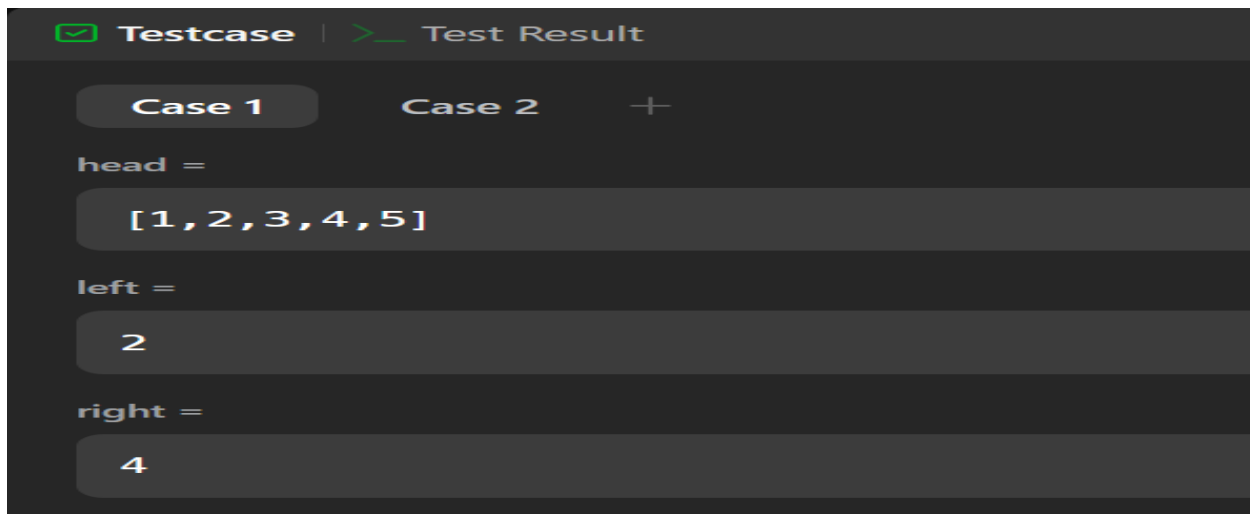 Testcase | >_ Test Result
Case 1 Case 2 +
head =
[1,2,3,4,5]
left =
2
right =
4